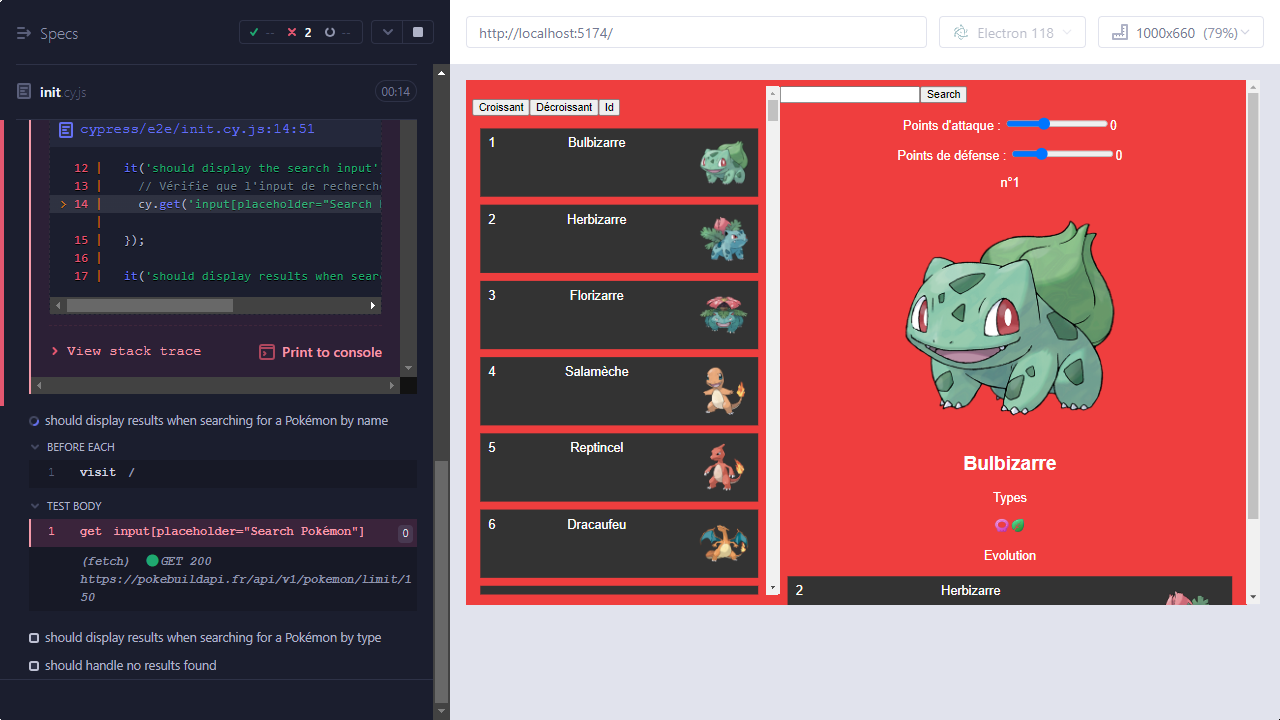 Specs
-- 2 --
init.cy.js
00:14
cypress/e2e/init.cy.js:14:51
12 | it('should display the search input'
13 | // Vérifie que l'input de recherche
> 14 | cy.get('input[placeholder="Search
|
15 | });
16 |
17 | it('should display results when sear
View stack trace
Print to console
should display results when searching for a Pokémon by name
BEFORE EACH
1 visit /
TEST BODY
1 get input[placeholder="Search Pokémon"] 0
(fetch) GET 200
https://pokebuildapi.fr/api/v1/pokemon/limit/1
50
should display results when searching for a Pokémon by type
should handle no results found
http://localhost:5174/
Electron 118
1000x660 (79%)
Croissant Décroissant Id
1 Bulbizarre
2 Herbizarre
3 Florizarre
4 Salamèche
5 Reptincel
6 Dracaufeu
Search
Points d'attaque : 0
Points de défense : 0
n°1
Bulbizarre
Types
Evolution
2 Herbizarre